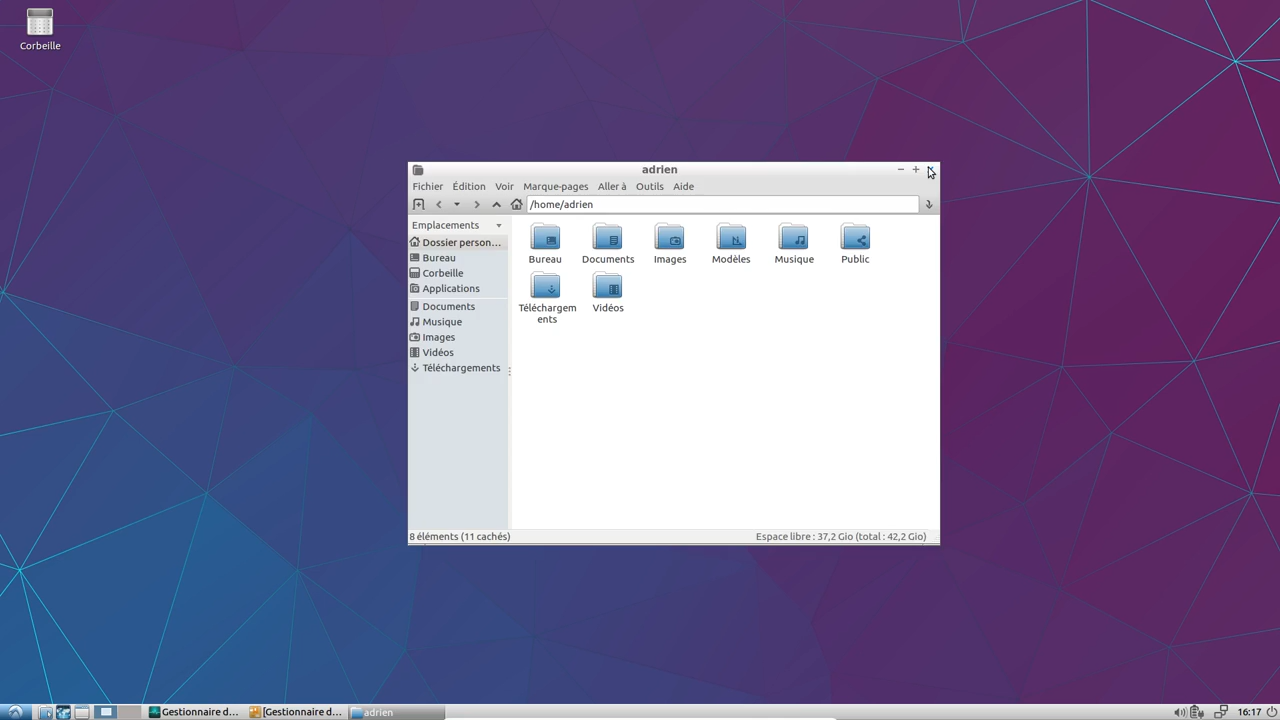 Corbeille
adrien
Fichier Édition Voir Marque-pages Aller à Outils Aide
/home/adrien
Emplacements
Dossier person...
Bureau
Corbeille
Applications
Documents
Musique
Images
Vidéos
Téléchargements
Bureau Documents Images Modèles Musique Public
Téléchargem
ents
Vidéos
8 éléments (11 cachés) Espace libre : 37,2 Gio (total : 42,2 Gio)
Gestionnaire d... [Gestionnaire d... adrien 16:17